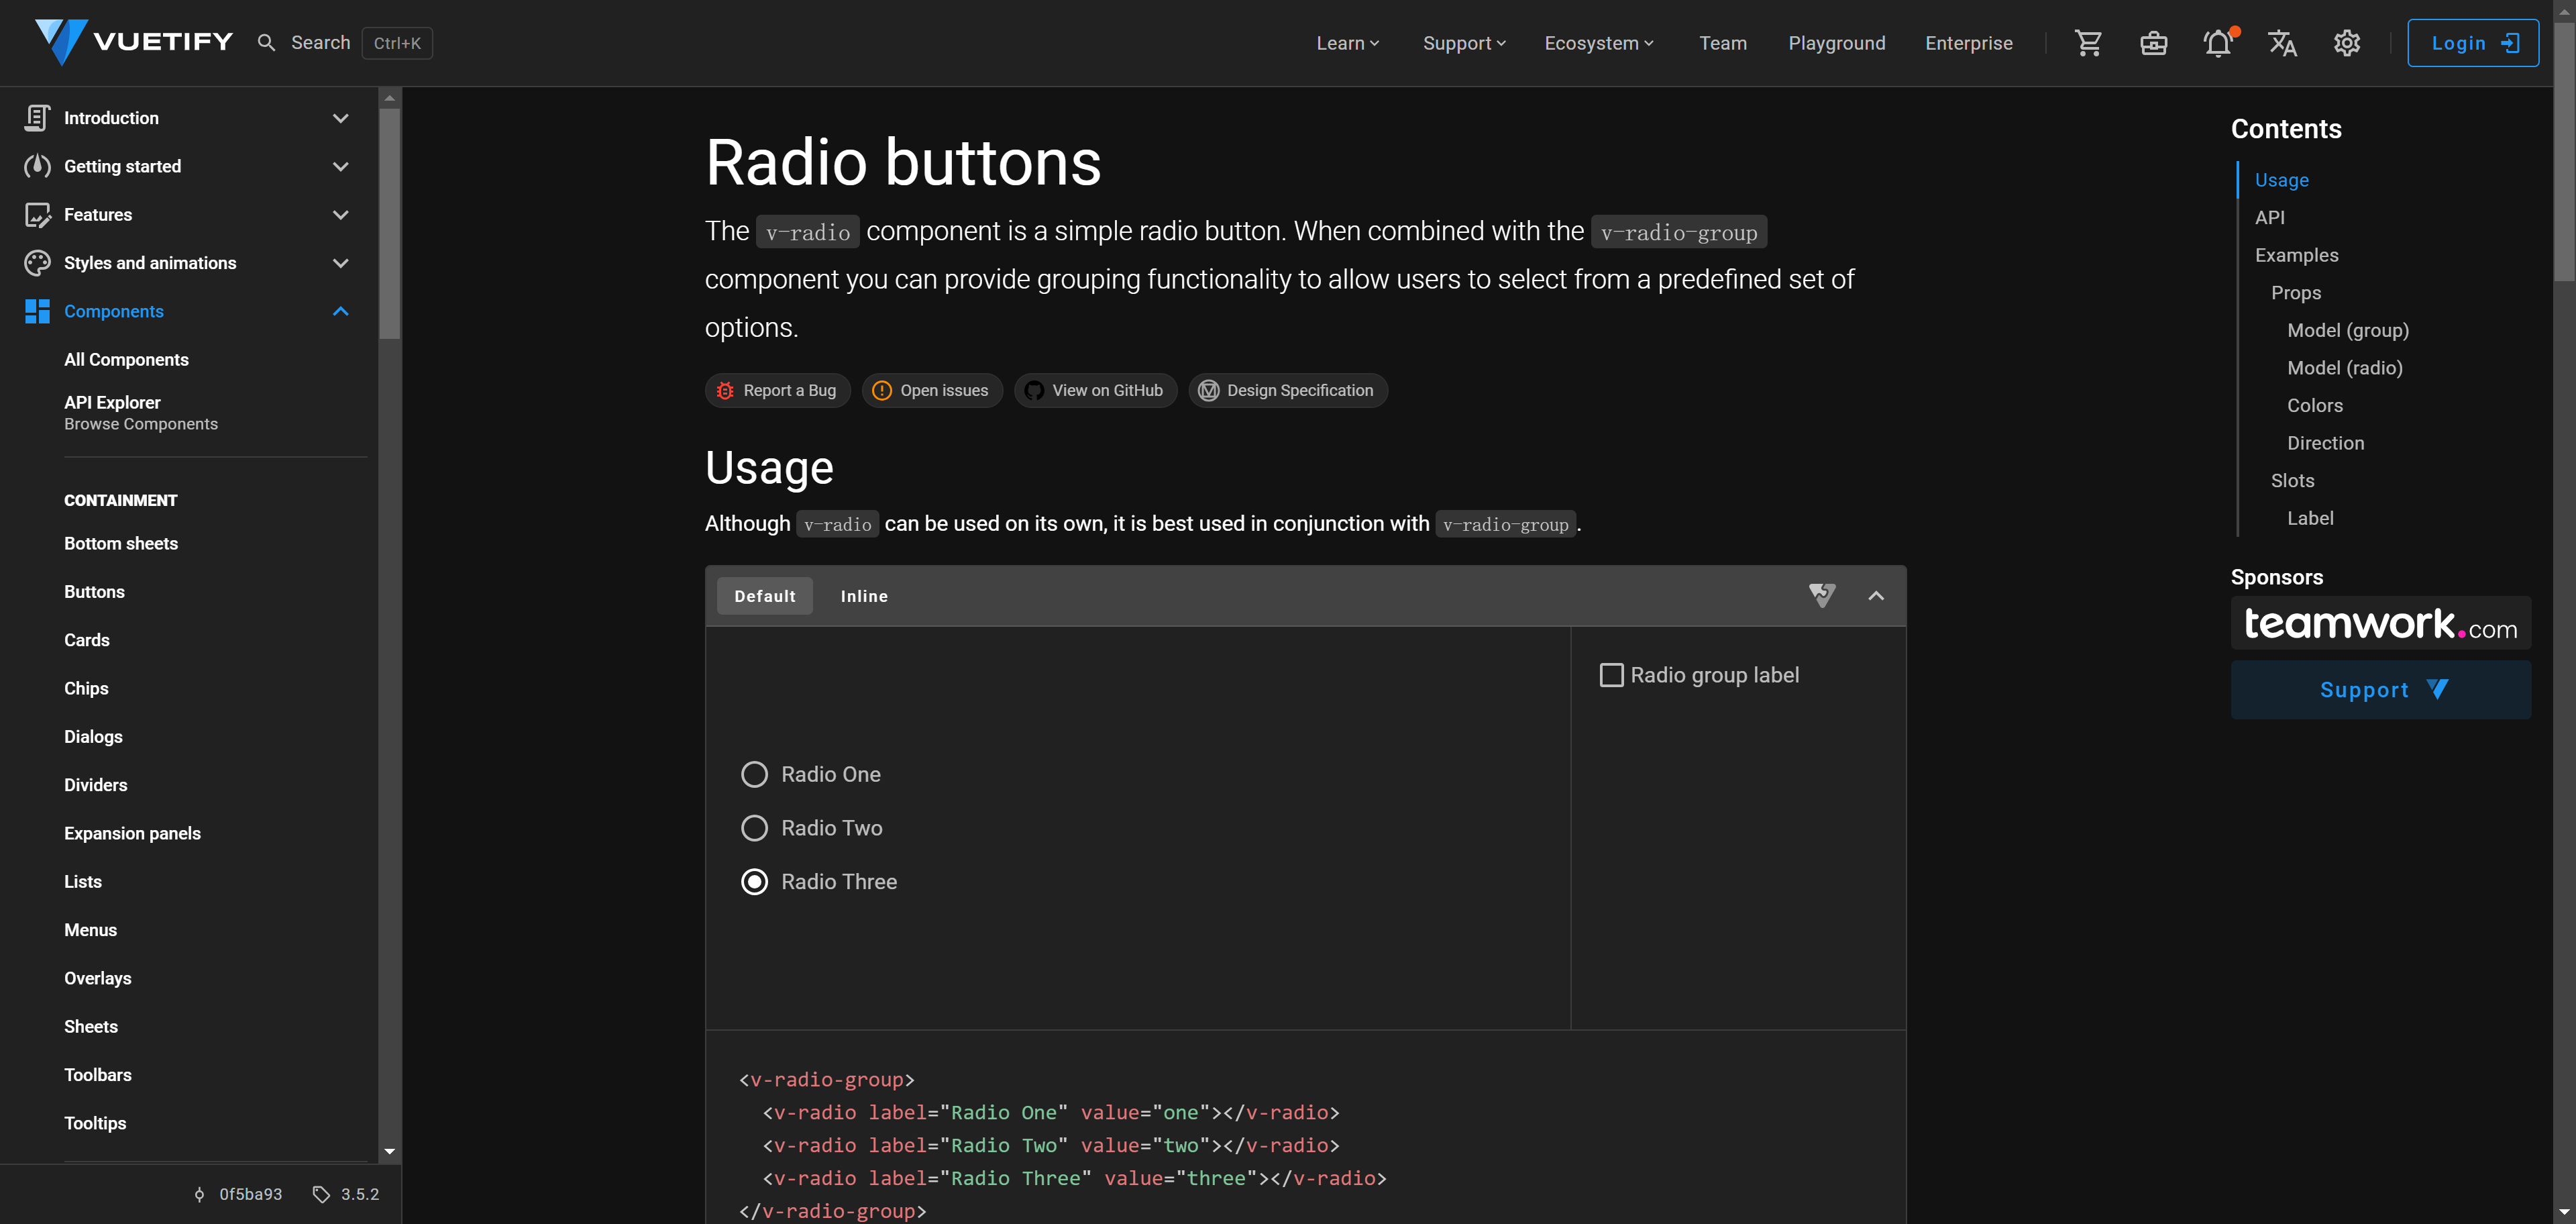 VUETIFY
Search Ctrl+K
Learn Support Ecosystem Team Playground Enterprise
Login
Introduction
Getting started
Features
Styles and animations
Components
All Components
API Explorer
Browse Components
CONTAINMENT
Bottom sheets
Buttons
Cards
Chips
Dialogs
Dividers
Expansion panels
Lists
Menus
Overlays
Sheets
Toolbars
Tooltips
0f5ba93 3.5.2
Radio buttons
The v-radio component is a simple radio button. When combined with the v-radio-group
component you can provide grouping functionality to allow users to select from a predefined set of
options.
Report a Bug Open issues View on GitHub Design Specification
Usage
Although v-radio can be used on its own, it is best used in conjunction with v-radio-group.
Default Inline
Radio group label
Radio One
Radio Two
Radio Three
<v-radio-group>
<v-radio label="Radio One" value="one"></v-radio>
<v-radio label="Radio Two" value="two"></v-radio>
<v-radio label="Radio Three" value="three"></v-radio>
</v-radio-group>
Contents
Usage
API
Examples
Props
Model (group)
Model (radio)
Colors
Direction
Slots
Label
Sponsors
teamwork.com
Support